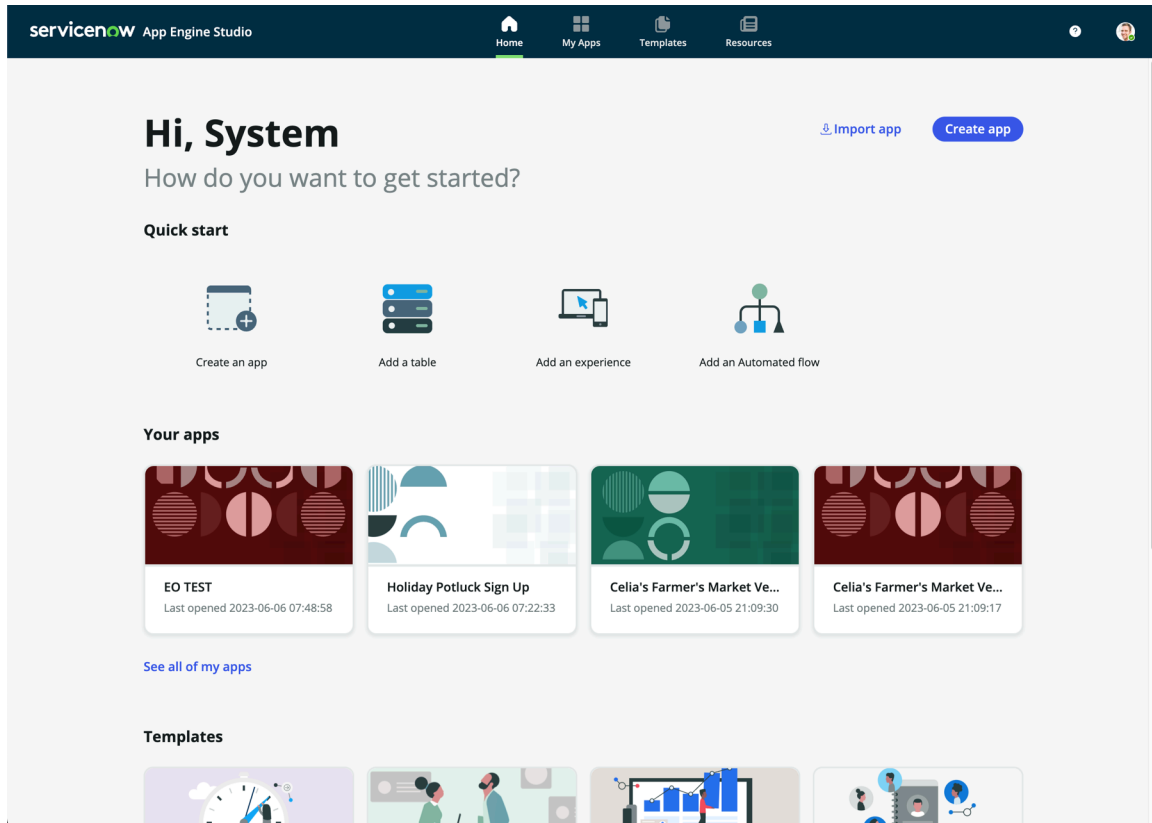 servicenow App Engine Studio
Home
My Apps
Templates
Resources
?
Hi, System
Import app
Create app
How do you want to get started?
Quick start
Create an app
Add a table
Add an experience
Add an Automated flow
Your apps
EO TEST
Last opened 2023-06-06 07:48:58
Holiday Potluck Sign Up
Last opened 2023-06-06 07:22:33
Celia's Farmer's Market Ve...
Last opened 2023-06-05 21:09:30
Celia's Farmer's Market Ve...
Last opened 2023-06-05 21:09:17
See all of my apps
Templates